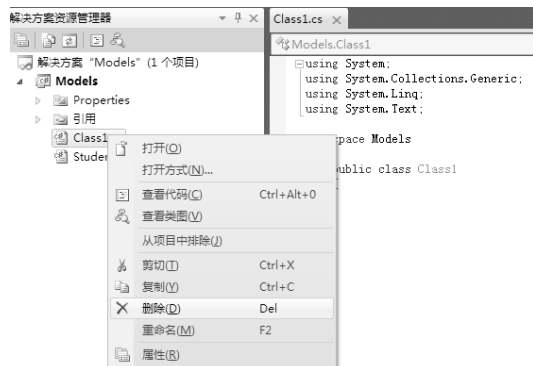 解决方案资源管理器
解决方案 "Models" (1 个项目)
Models
Properties
引用
Class1
Studen
打开(O)
打开方式(N)...
查看代码(C) Ctrl+Alt+0
查看类图(V)
从项目中排除(J)
剪切(T) Ctrl+X
复制(Y) Ctrl+C
删除(D) Del
重命名(M) F2
属性(R)
Class1.cs
Models.Class1
using System;
using System.Collections.Generic;
using System.Linq;
using System.Text;
pace Models
ublic class Class1